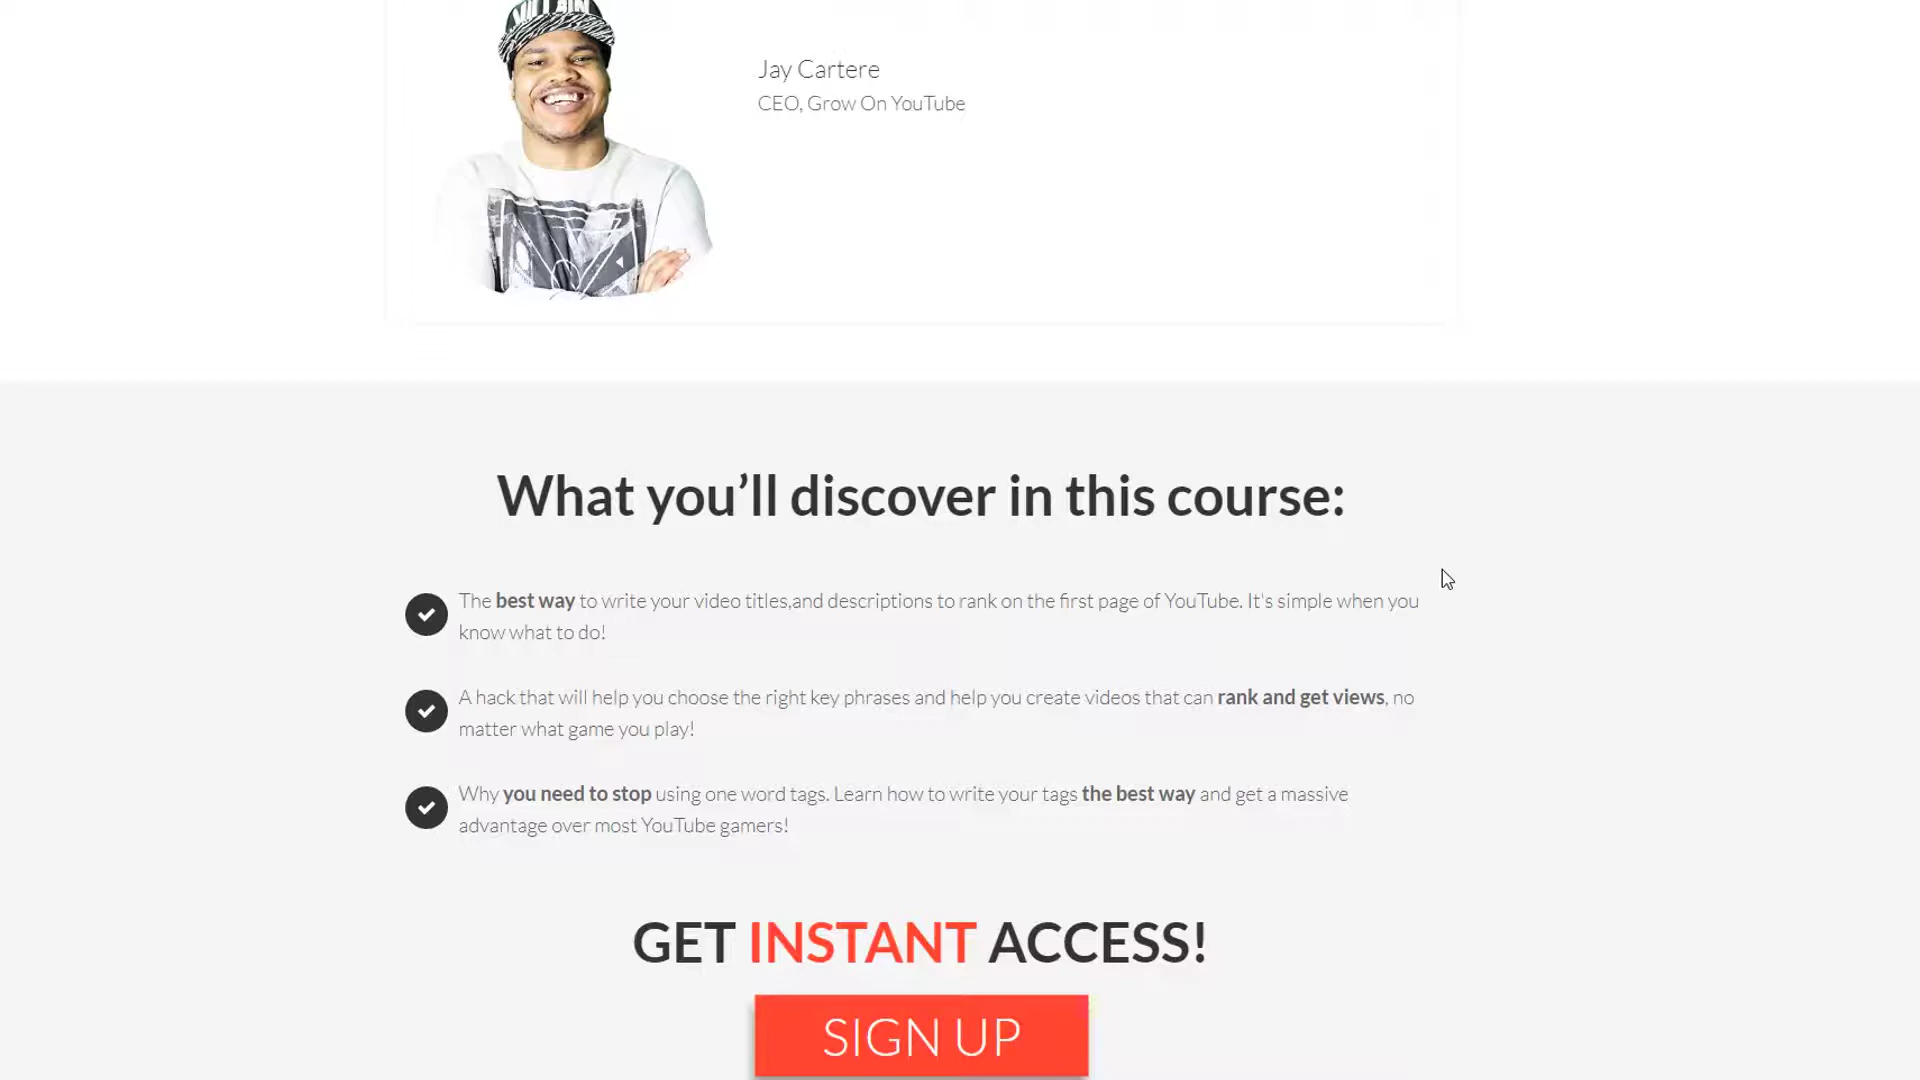 VILLAIN
Jay Cartere
CEO, Grow On YouTube
What you’ll discover in this course:
The best way to write your video titles,and descriptions to rank on the first page of YouTube. It's simple when you
know what to do!
A hack that will help you choose the right key phrases and help you create videos that can rank and get views, no
matter what game you play!
Why you need to stop using one word tags. Learn how to write your tags the best way and get a massive
advantage over most YouTube gamers!
GET INSTANT ACCESS!
SIGN UP